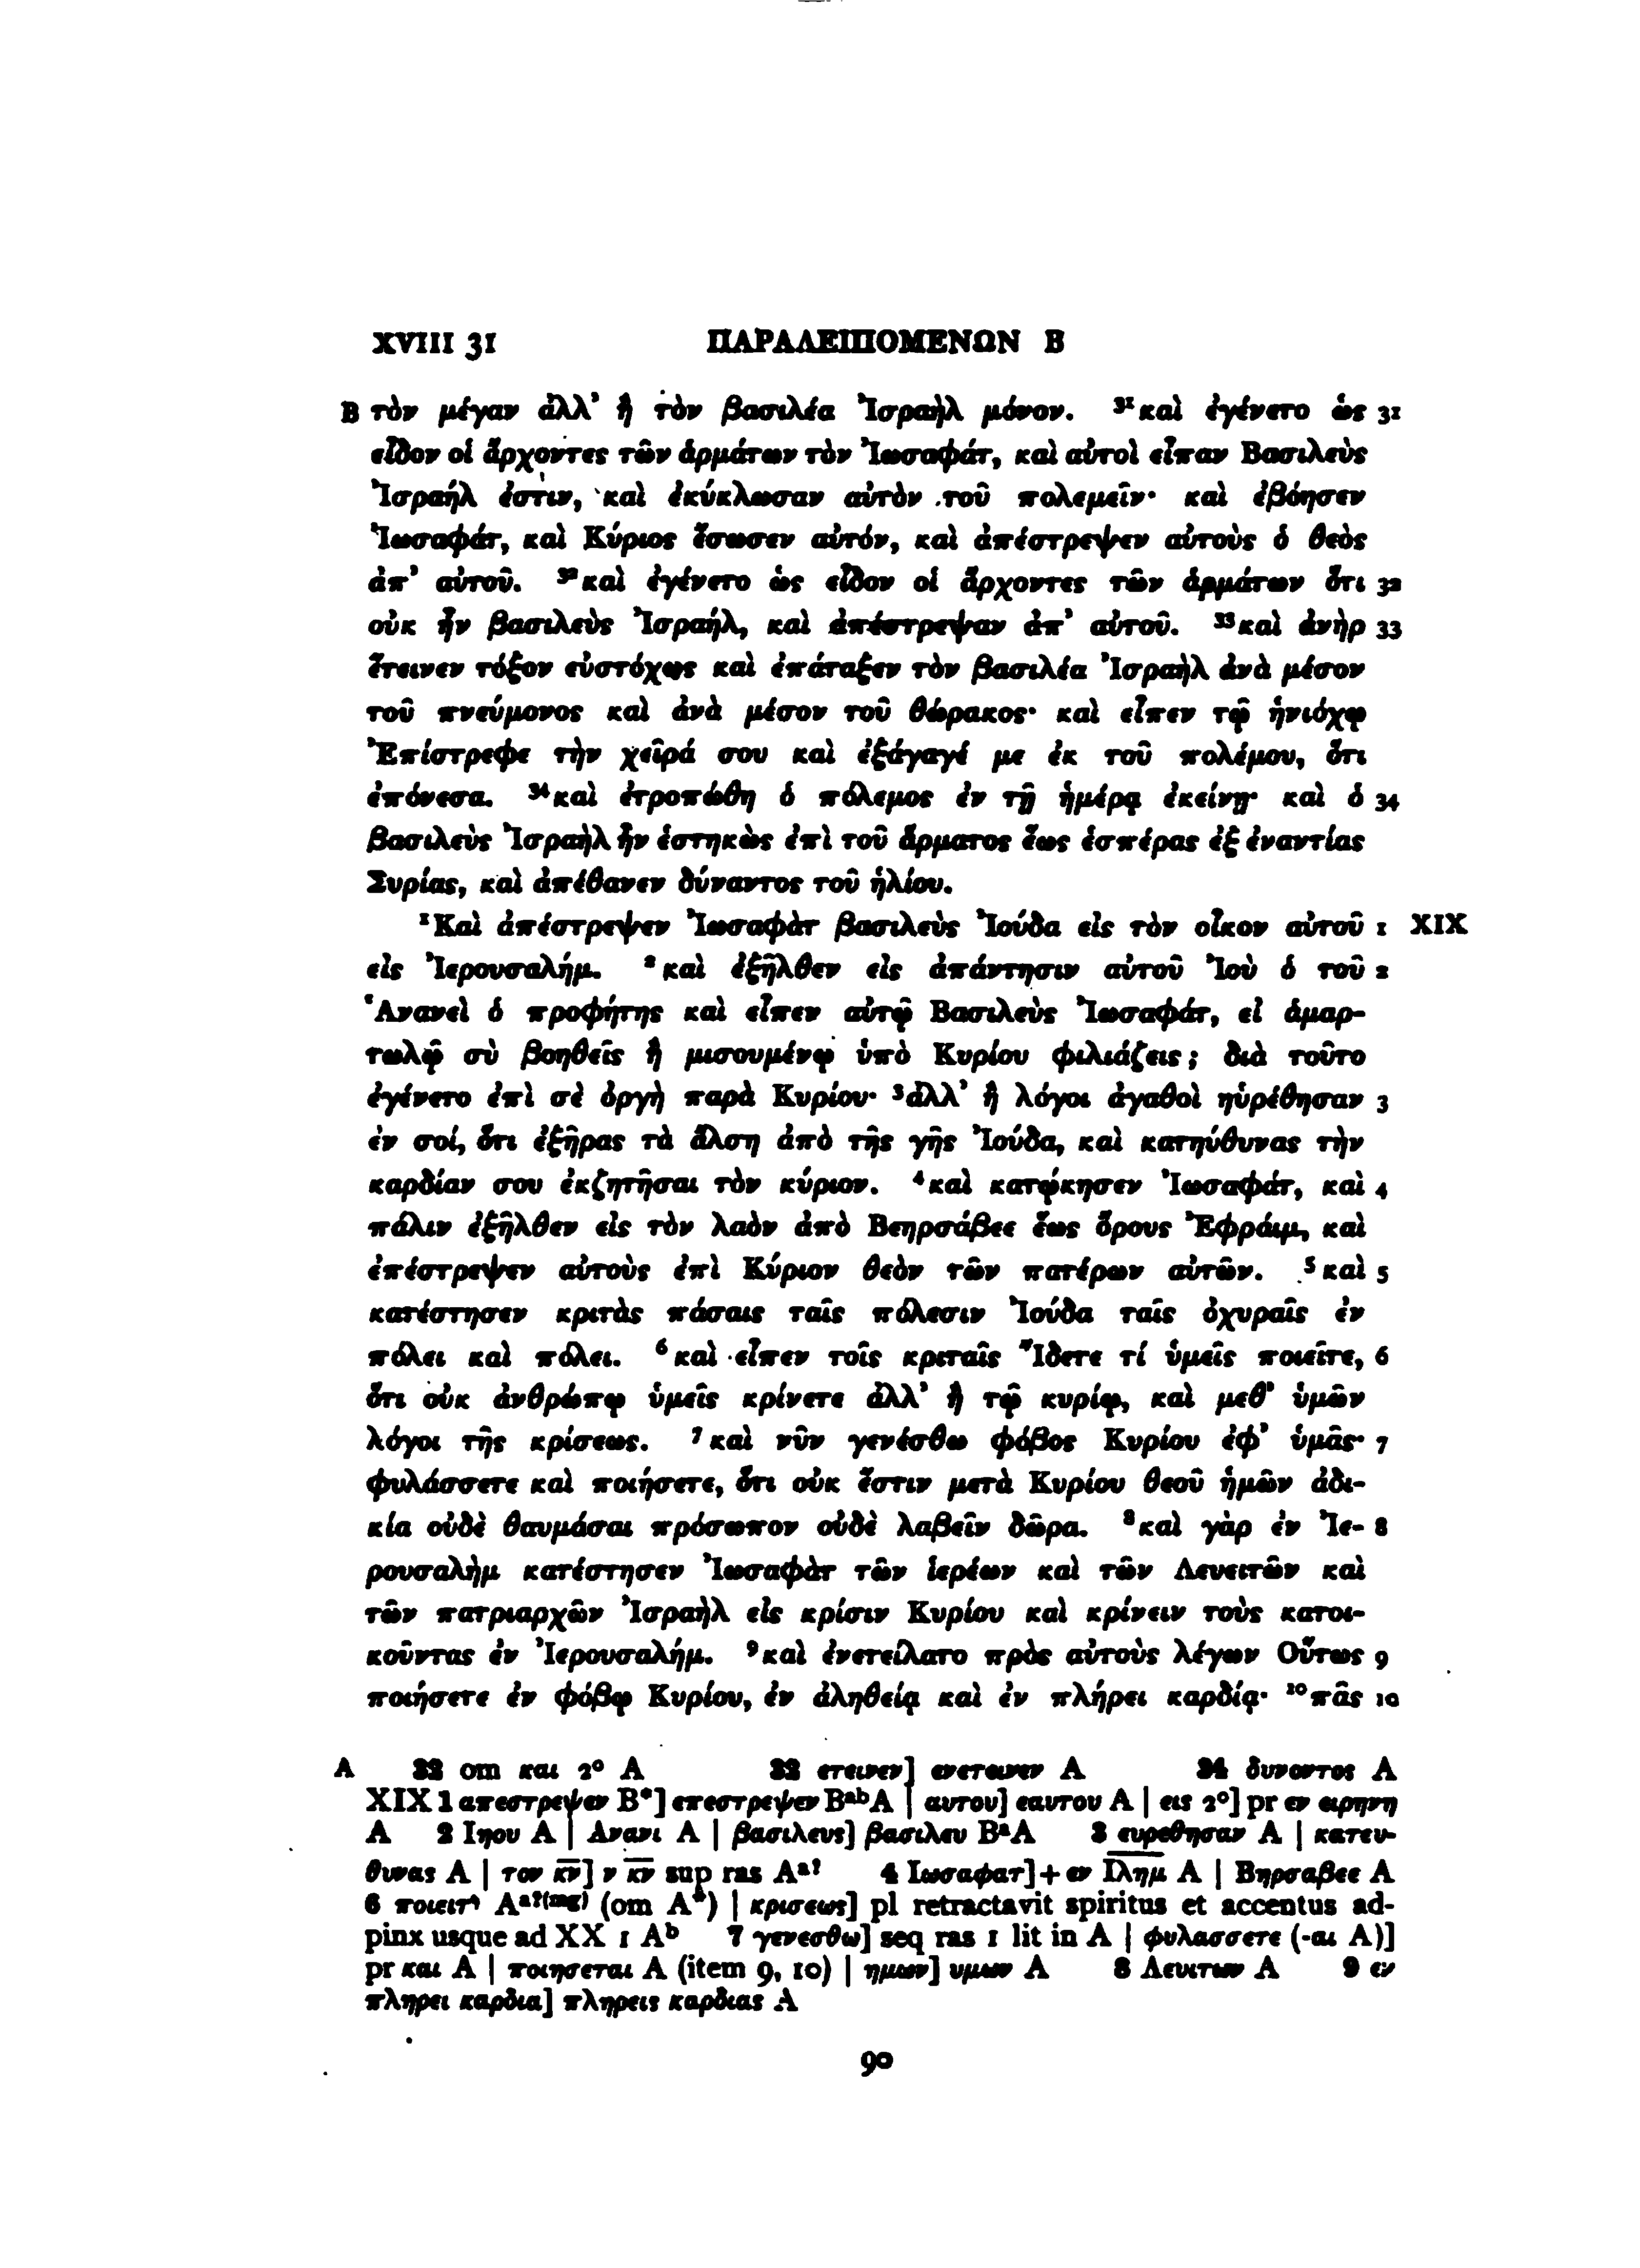 XVIII 31 ΠΑΡΑΛΕΙΠΟΜΕΝΩΝ Β
B τὸν μέγαν ἀλλ’ ἢ τὸν βασιλέα Ἰσραὴλ μόνον. ³¹καὶ ἐγένετο ὡς 31
εἶδον οἱ ἄρχοντες τῶν ἁρμάτων τὸν Ἰωσαφάτ, καὶ αὐτοὶ εἶπαν Βασιλεὺς
Ἰσραήλ ἐστιν, καὶ ἐκύκλωσαν αὐτὸν τοῦ πολεμεῖν· καὶ ἐβόησεν
Ἰωσαφάτ, καὶ Κύριος ἔσωσεν αὐτόν, καὶ ἀπέστρεψεν αὐτοὺς ὁ θεὸς
ἀπ’ αὐτοῦ. ³²καὶ ἐγένετο ὡς εἶδον οἱ ἄρχοντες τῶν ἁρμάτων ὅτι 32
οὐκ ἦν βασιλεὺς Ἰσραήλ, καὶ ἀπέστρεψαν ἀπ’ αὐτοῦ. ³³καὶ ἀνὴρ 33
ἔτεινεν τόξον εὐστόχως καὶ ἐπάταξεν τὸν βασιλέα Ἰσραὴλ ἀνὰ μέσον
τοῦ πνεύμονος καὶ ἀνὰ μέσον τοῦ θώρακος· καὶ εἶπεν τῷ ἡνιόχῳ
Ἐπίστρεφε τὴν χεῖρά σου καὶ ἐξάγαγέ με ἐκ τοῦ πολέμου, ὅτι
ἐπόνεσα. ³⁴καὶ ἐτροπώθη ὁ πόλεμος ἐν τῇ ἡμέρᾳ ἐκείνῃ· καὶ ὁ 34
βασιλεὺς Ἰσραὴλ ἦν ἑστηκὼς ἐπὶ τοῦ ἅρματος ἕως ἑσπέρας ἐξ ἐναντίας
Συρίας, καὶ ἀπέθανεν δύναντος τοῦ ἡλίου.
¹Καὶ ἀπέστρεψεν Ἰωσαφὰτ βασιλεὺς Ἰούδα εἰς τὸν οἶκον αὐτοῦ 1 XIX
εἰς Ἰερουσαλήμ. ²καὶ ἐξῆλθεν εἰς ἀπάντησιν αὐτοῦ Ἰοὺ ὁ τοῦ 2
Ἁνανεὶ ὁ προφήτης καὶ εἶπεν αὐτῷ Βασιλεὺς Ἰωσαφάτ, εἰ ἁμαρ-
τωλῷ σὺ βοηθεῖς ἢ μισουμένῳ ὑπὸ Κυρίου φιλιάζεις; διὰ τοῦτο
ἐγένετο ἐπὶ σὲ ὀργὴ παρὰ Κυρίου· ³ἀλλ’ ἢ λόγοι ἀγαθοὶ ηὑρέθησαν 3
ἐν σοί, ὅτι ἐξῆρας τὰ ἄλση ἀπὸ τῆς γῆς Ἰούδα, καὶ κατηύθυνας τὴν
καρδίαν σου ἐκζητῆσαι τὸν κύριον. ⁴καὶ κατῴκησεν Ἰωσαφάτ, καὶ 4
πάλιν ἐξῆλθεν εἰς τὸν λαὸν ἀπὸ Βεηρσάβεε ἕως ὄρους Ἐφράιμ, καὶ
ἐπέστρεψεν αὐτοὺς ἐπὶ Κύριον θεὸν τῶν πατέρων αὐτῶν. ⁵καὶ 5
κατέστησεν κριτὰς πάσαις ταῖς πόλεσιν Ἰούδα ταῖς ὀχυραῖς ἐν
πόλει καὶ πόλει. ⁶καὶ εἶπεν τοῖς κριταῖς Ἴδετε τί ὑμεῖς ποιεῖτε, 6
ὅτι οὐκ ἀνθρώπῳ ὑμεῖς κρίνετε ἀλλ’ ἢ τῷ κυρίῳ, καὶ μεθ’ ὑμῶν
λόγοι τῆς κρίσεως. ⁷καὶ νῦν γενέσθω φόβος Κυρίου ἐφ’ ὑμᾶς· 7
φυλάσσετε καὶ ποιήσετε, ὅτι οὐκ ἔστιν μετὰ Κυρίου θεοῦ ἡμῶν ἀδι-
κία οὐδὲ θαυμάσαι πρόσωπον οὐδὲ λαβεῖν δῶρα. ⁸καὶ γὰρ ἐν Ἰε- 8
ρουσαλὴμ κατέστησεν Ἰωσαφὰτ τῶν ἱερέων καὶ τῶν Λευειτῶν καὶ
τῶν πατριαρχῶν Ἰσραὴλ εἰς κρίσιν Κυρίου καὶ κρίνειν τοὺς κατοι-
κοῦντας ἐν Ἰερουσαλήμ. ⁹καὶ ἐνετείλατο πρὸς αὐτοὺς λέγων Οὕτως 9
ποιήσετε ἐν φόβῳ Κυρίου, ἐν ἀληθείᾳ καὶ ἐν πλήρει καρδίᾳ· ¹⁰πᾶς 10
A 32 om και 2° A 33 ετεινεν] ενετεινεν A 34 δυνοντος A
XIX 1 απεστρεψεν B*] επεστρεψεν BᵃᵇA | αυτου] εαυτου A | εις 2°] pr εν ειρηνη
A 2 Ιηου A | Ανανι A | βασιλευς] βασιλευ BᵃA 3 ευρεθησαν A | κατευ-
θυνας A | τον κ̅ν̅] ν κ̅ν̅ sup ras Aᵃ? 4 Ιωσαφατ]+εν Ι̅λ̅η̅μ̅ A | Βηρσαβεε A
6 ποιειτˢ Aᵃ?⁽ᵐᵍ⁾ (om A*) | κρισεως] pl retractavit spiritus et accentus ad-
pinx usque ad XX 1 Aᵇ 7 γενεσθω] seq ras 1 lit in A | φυλασσετε (-αι A)]
pr και A | ποιησεται A (item 9, 10) | ημων] υμων A 8 Λευιτων A 9 εν
πληρει καρδια] πληρεις καρδιας A
90